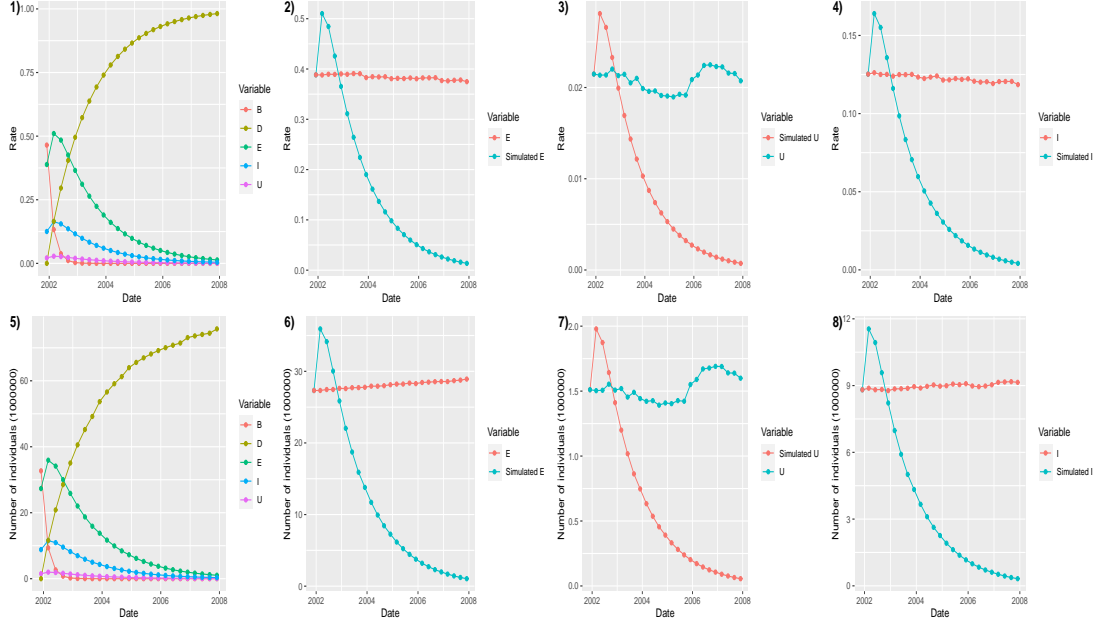 1)
Rate
1.00
0.75
0.50
0.25
0.00
2002
2004
2006
2008
Date
Variable
B
D
E
I
U
2)
Rate
0.5
0.4
0.3
0.2
0.1
0.0
2002
2004
2006
2008
Date
Variable
E
Simulated E
3)
Rate
0.02
0.01
0.00
2002
2004
2006
2008
Date
Variable
Simulated U
U
4)
Rate
0.15
0.10
0.05
0.00
2002
2004
2006
2008
Date
Variable
I
Simulated I
5)
Number of individuals (1000000)
60
40
20
0
2002
2004
2006
2008
Date
Variable
B
D
E
I
U
6)
Number of individuals (1000000)
30
20
10
0
2002
2004
2006
2008
Date
Variable
E
Simulated E
7)
Number of individuals (1000000)
2.0
1.5
1.0
0.5
0.0
2002
2004
2006
2008
Date
Variable
Simulated U
U
8)
Number of individuals (1000000)
12
9
6
3
0
2002
2004
2006
2008
Date
Variable
I
Simulated I